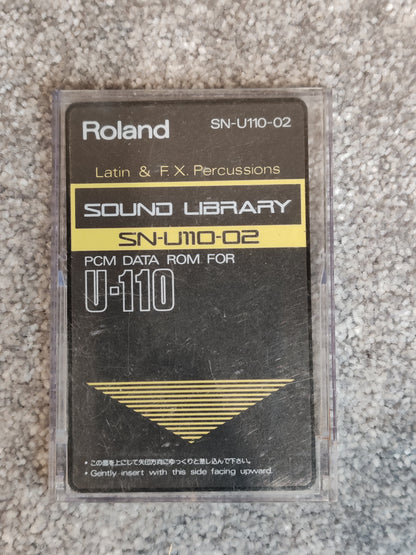 Roland SN-U110-02
Latin & F.X. Percussions
SOUND LIBRARY
SN-U110-02
PCM DATA ROM FOR
U-110
• この面を上にして矢印方向にゆっくりと差し込んで下さい。
• Gently insert with this side facing upward.